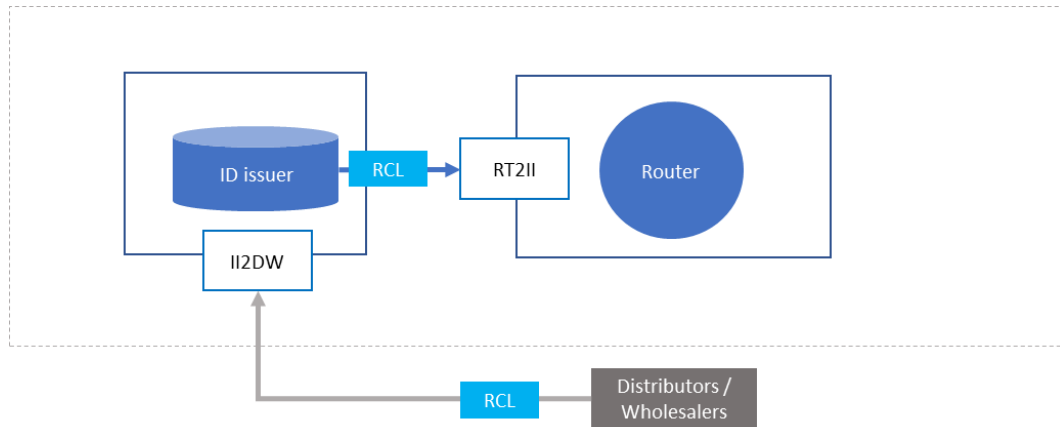 ID issuer
RCL
RT2II
Router
II2DW
RCL
Distributors /
Wholesalers